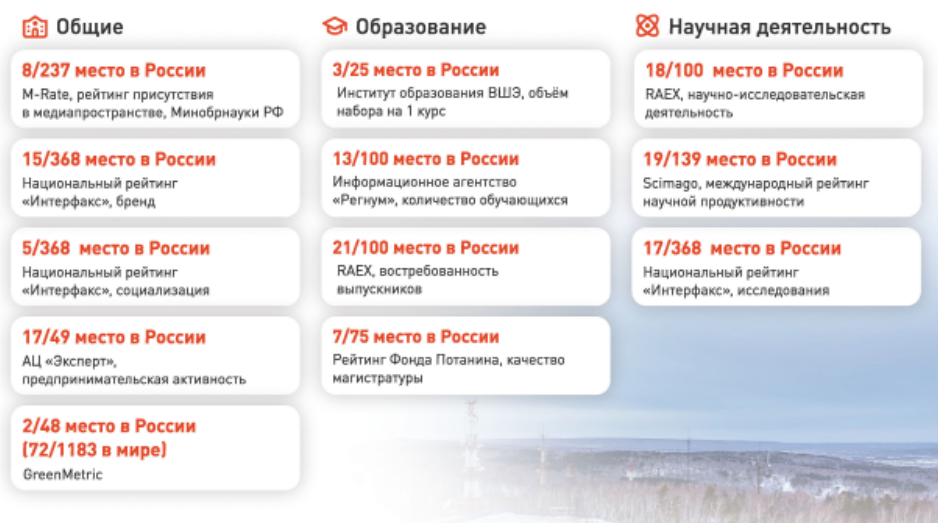 Общие
8/237 место в России
M-Rate, рейтинг присутствия
в медиапространстве, Минобрнауки РФ
15/368 место в России
Национальный рейтинг
«Интерфакс», бренд
5/368 место в России
Национальный рейтинг
«Интерфакс», социализация
17/49 место в России
АЦ «Эксперт»,
предпринимательская активность
2/48 место в России
(72/1183 в мире)
GreenMetric
Образование
3/25 место в России
Институт образования ВШЭ, объём
набора на 1 курс
13/100 место в России
Информационное агентство
«Регнум», количество обучающихся
21/100 место в России
RAEX, востребованность
выпускников
7/75 место в России
Рейтинг Фонда Потанина, качество
магистратуры
Научная деятельность
18/100 место в России
RAEX, научно-исследовательская
деятельность
19/139 место в России
Scimago, международный рейтинг
научной продуктивности
17/368 место в России
Национальный рейтинг
«Интерфакс», исследования